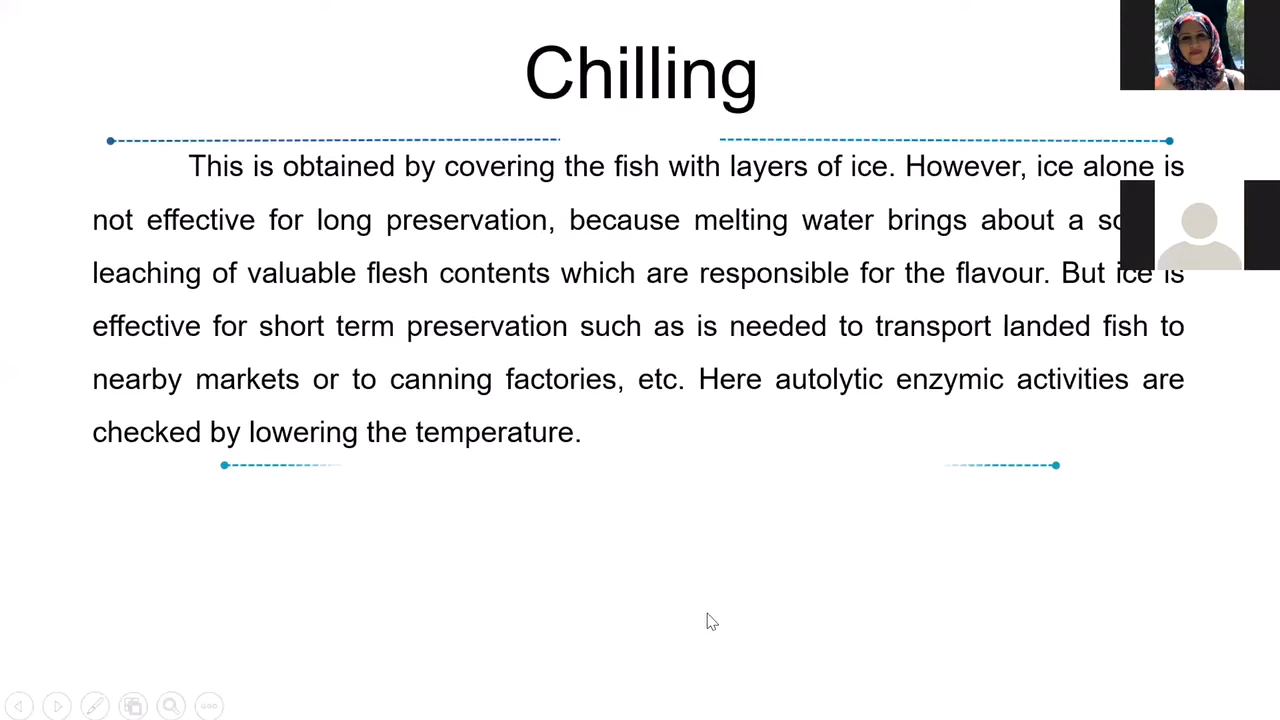 Chilling
This is obtained by covering the fish with layers of ice. However, ice alone is
not effective for long preservation, because melting water brings about a
leaching of valuable flesh contents which are responsible for the flavour. But ice is
effective for short term preservation such as is needed to transport landed fish to
nearby markets or to canning factories, etc. Here autolytic enzymic activities are
checked by lowering the temperature.